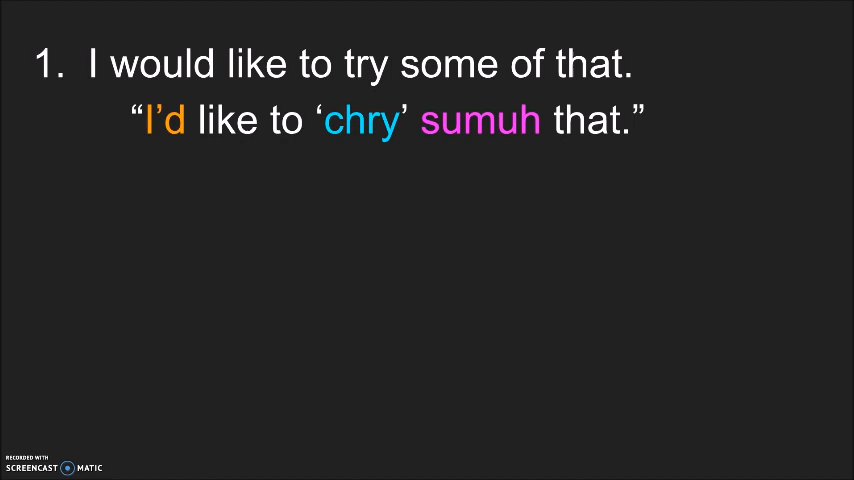 1. I would like to try some of that.
“I’d like to ‘chry’ sumuh that.”
RECORDED WITH
SCREENCAST MATIC